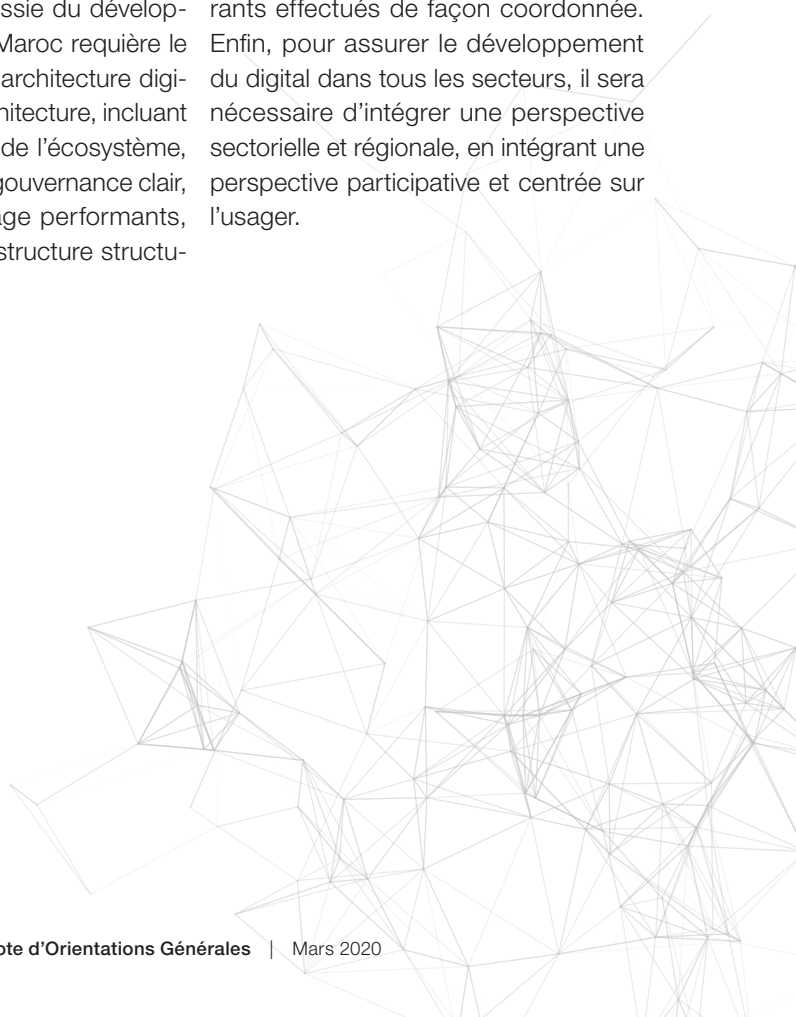 ssie du dévelop-
Maroc requière le
architecture digi-
hitecture, incluant
de l'écosystème,
gouvernance clair,
ge performants,
structure structu-
rants effectués de façon coordonnée.
Enfin, pour assurer le développement
du digital dans tous les secteurs, il sera
nécessaire d'intégrer une perspective
sectorielle et régionale, en intégrant une
perspective participative et centrée sur
l'usager.
ote d'Orientations Générales | Mars 2020